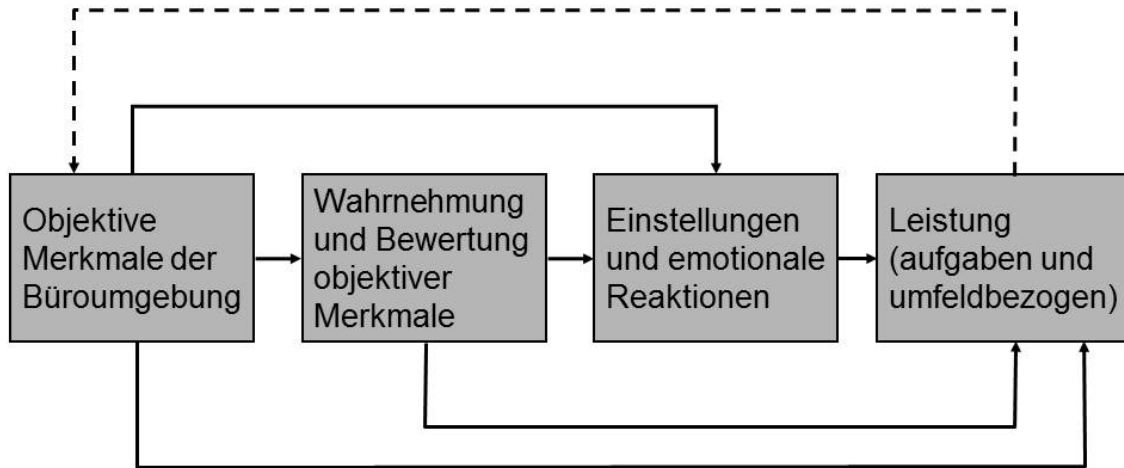 Objektive
Merkmale der
Büroumgebung
Wahrnehmung
und Bewertung
objektiver
Merkmale
Einstellungen
und emotionale
Reaktionen
Leistung
(aufgaben und
umfeldbezogen)